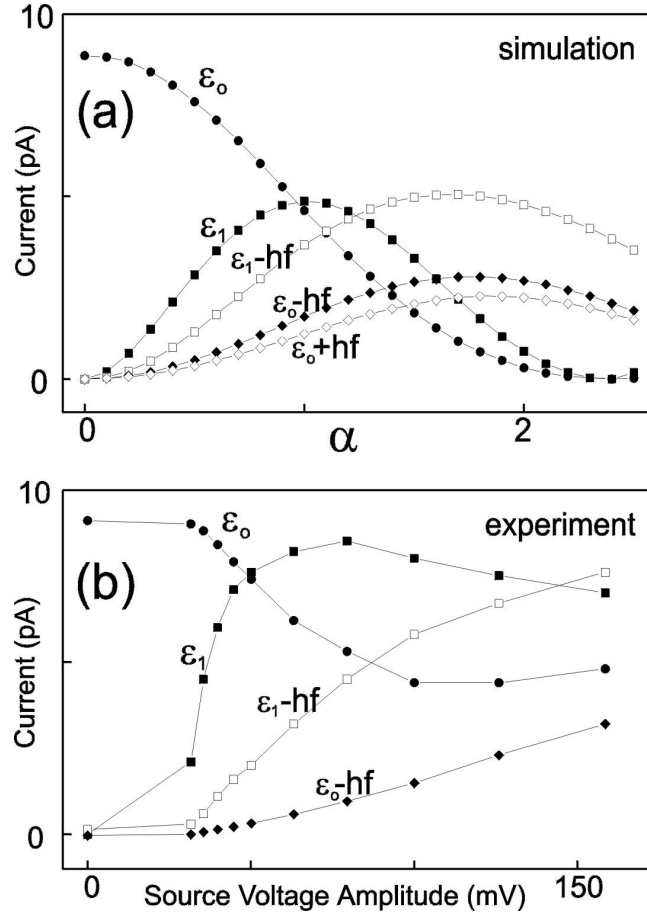 10
simulation
εo
(a)
Current (pA)
ε1
ε1-hf
εo-hf
εo+hf
0
0
α
2
10
experiment
εo
(b)
Current (pA)
ε1
ε1-hf
εo-hf
0
0
Source Voltage Amplitude (mV)
150